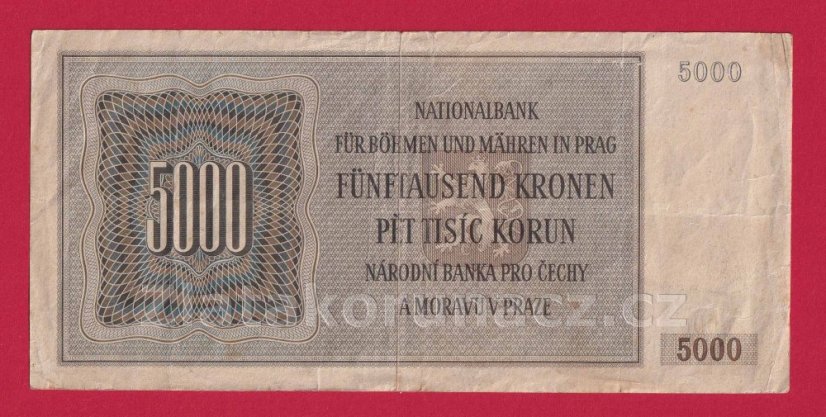 5000
NATIONALBANK
FÜR BÖHMEN UND MÄHREN IN PRAG
FÜNFTAUSEND KRONEN
PĚT TISÍC KORUN
NÁRODNÍ BANKA PRO ČECHY
A MORAVU V PRAZE
5000
5000